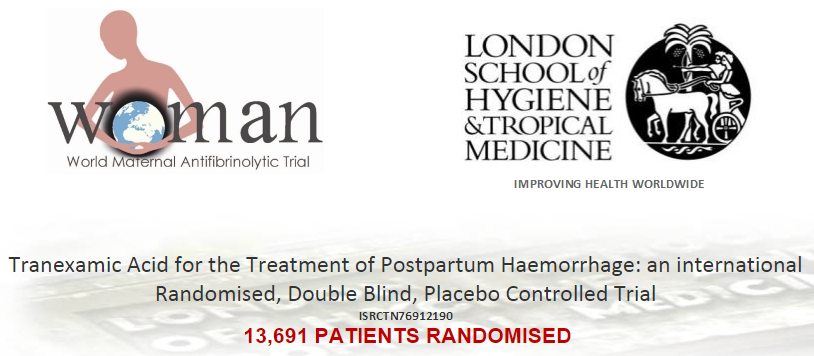 woman
World Maternal Antifibrinolytic Trial
LONDON
SCHOOL of
HYGIENE
& TROPICAL
MEDICINE
IMPROVING HEALTH WORLDWIDE
Tranexamic Acid for the Treatment of Postpartum Haemorrhage: an international
Randomised, Double Blind, Placebo Controlled Trial
ISRCTN76912190
13,691 PATIENTS RANDOMISED